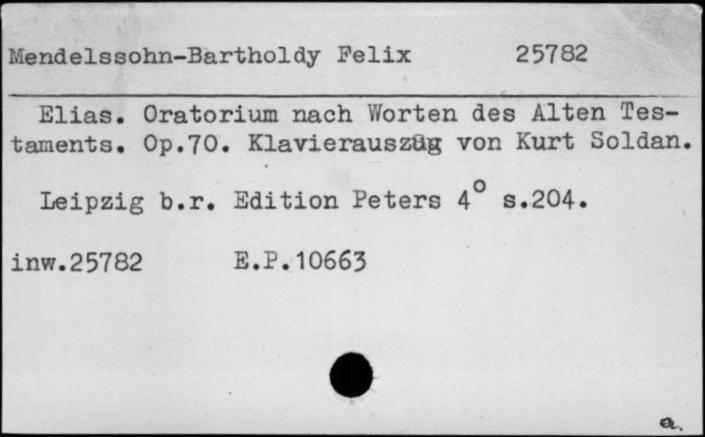 Mendelssohn-Bartholdy Felix 25782
Elias. Oratorium nach Worten des Alten Tes-
taments. Op.70. Klavierauszug von Kurt Soldan.
Leipzig b.r. Edition Peters 4° s.204.
inw.25782 E.P.10663
a.